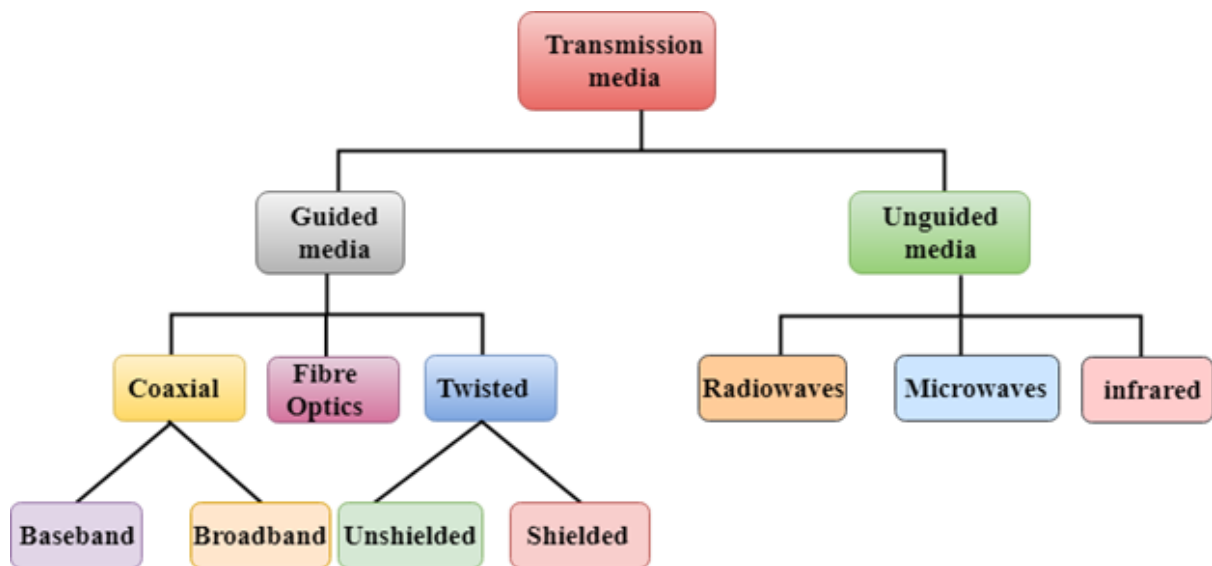 Transmission
media
Guided
media
Unguided
media
Coaxial
Fibre
Optics
Twisted
Radiowaves
Microwaves
infrared
Baseband
Broadband
Unshielded
Shielded